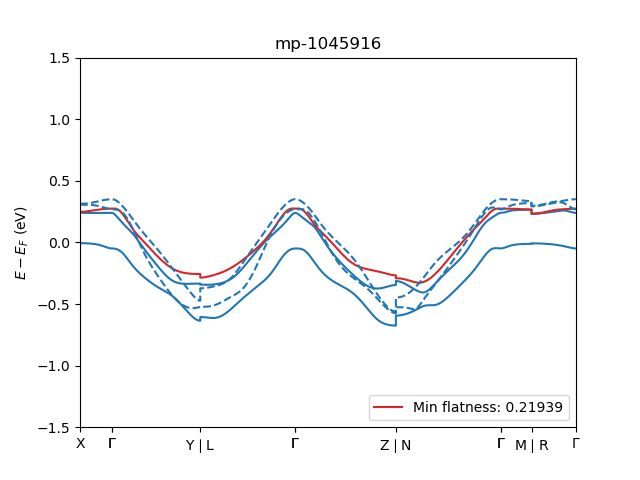 mp-1045916
1.5
1.0
0.5
0.0
−0.5
−1.0
−1.5
E − E_F (eV)
X Γ Y | L Γ Z | N Γ M | R Γ
Min flatness: 0.21939